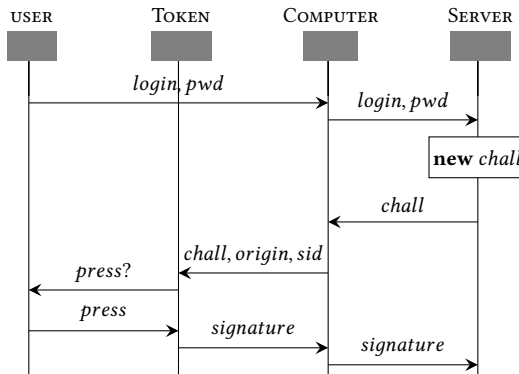 USER TOKEN COMPUTER SERVER
login, pwd
login, pwd
new chall
chall
chall, origin, sid
press?
press
signature
signature